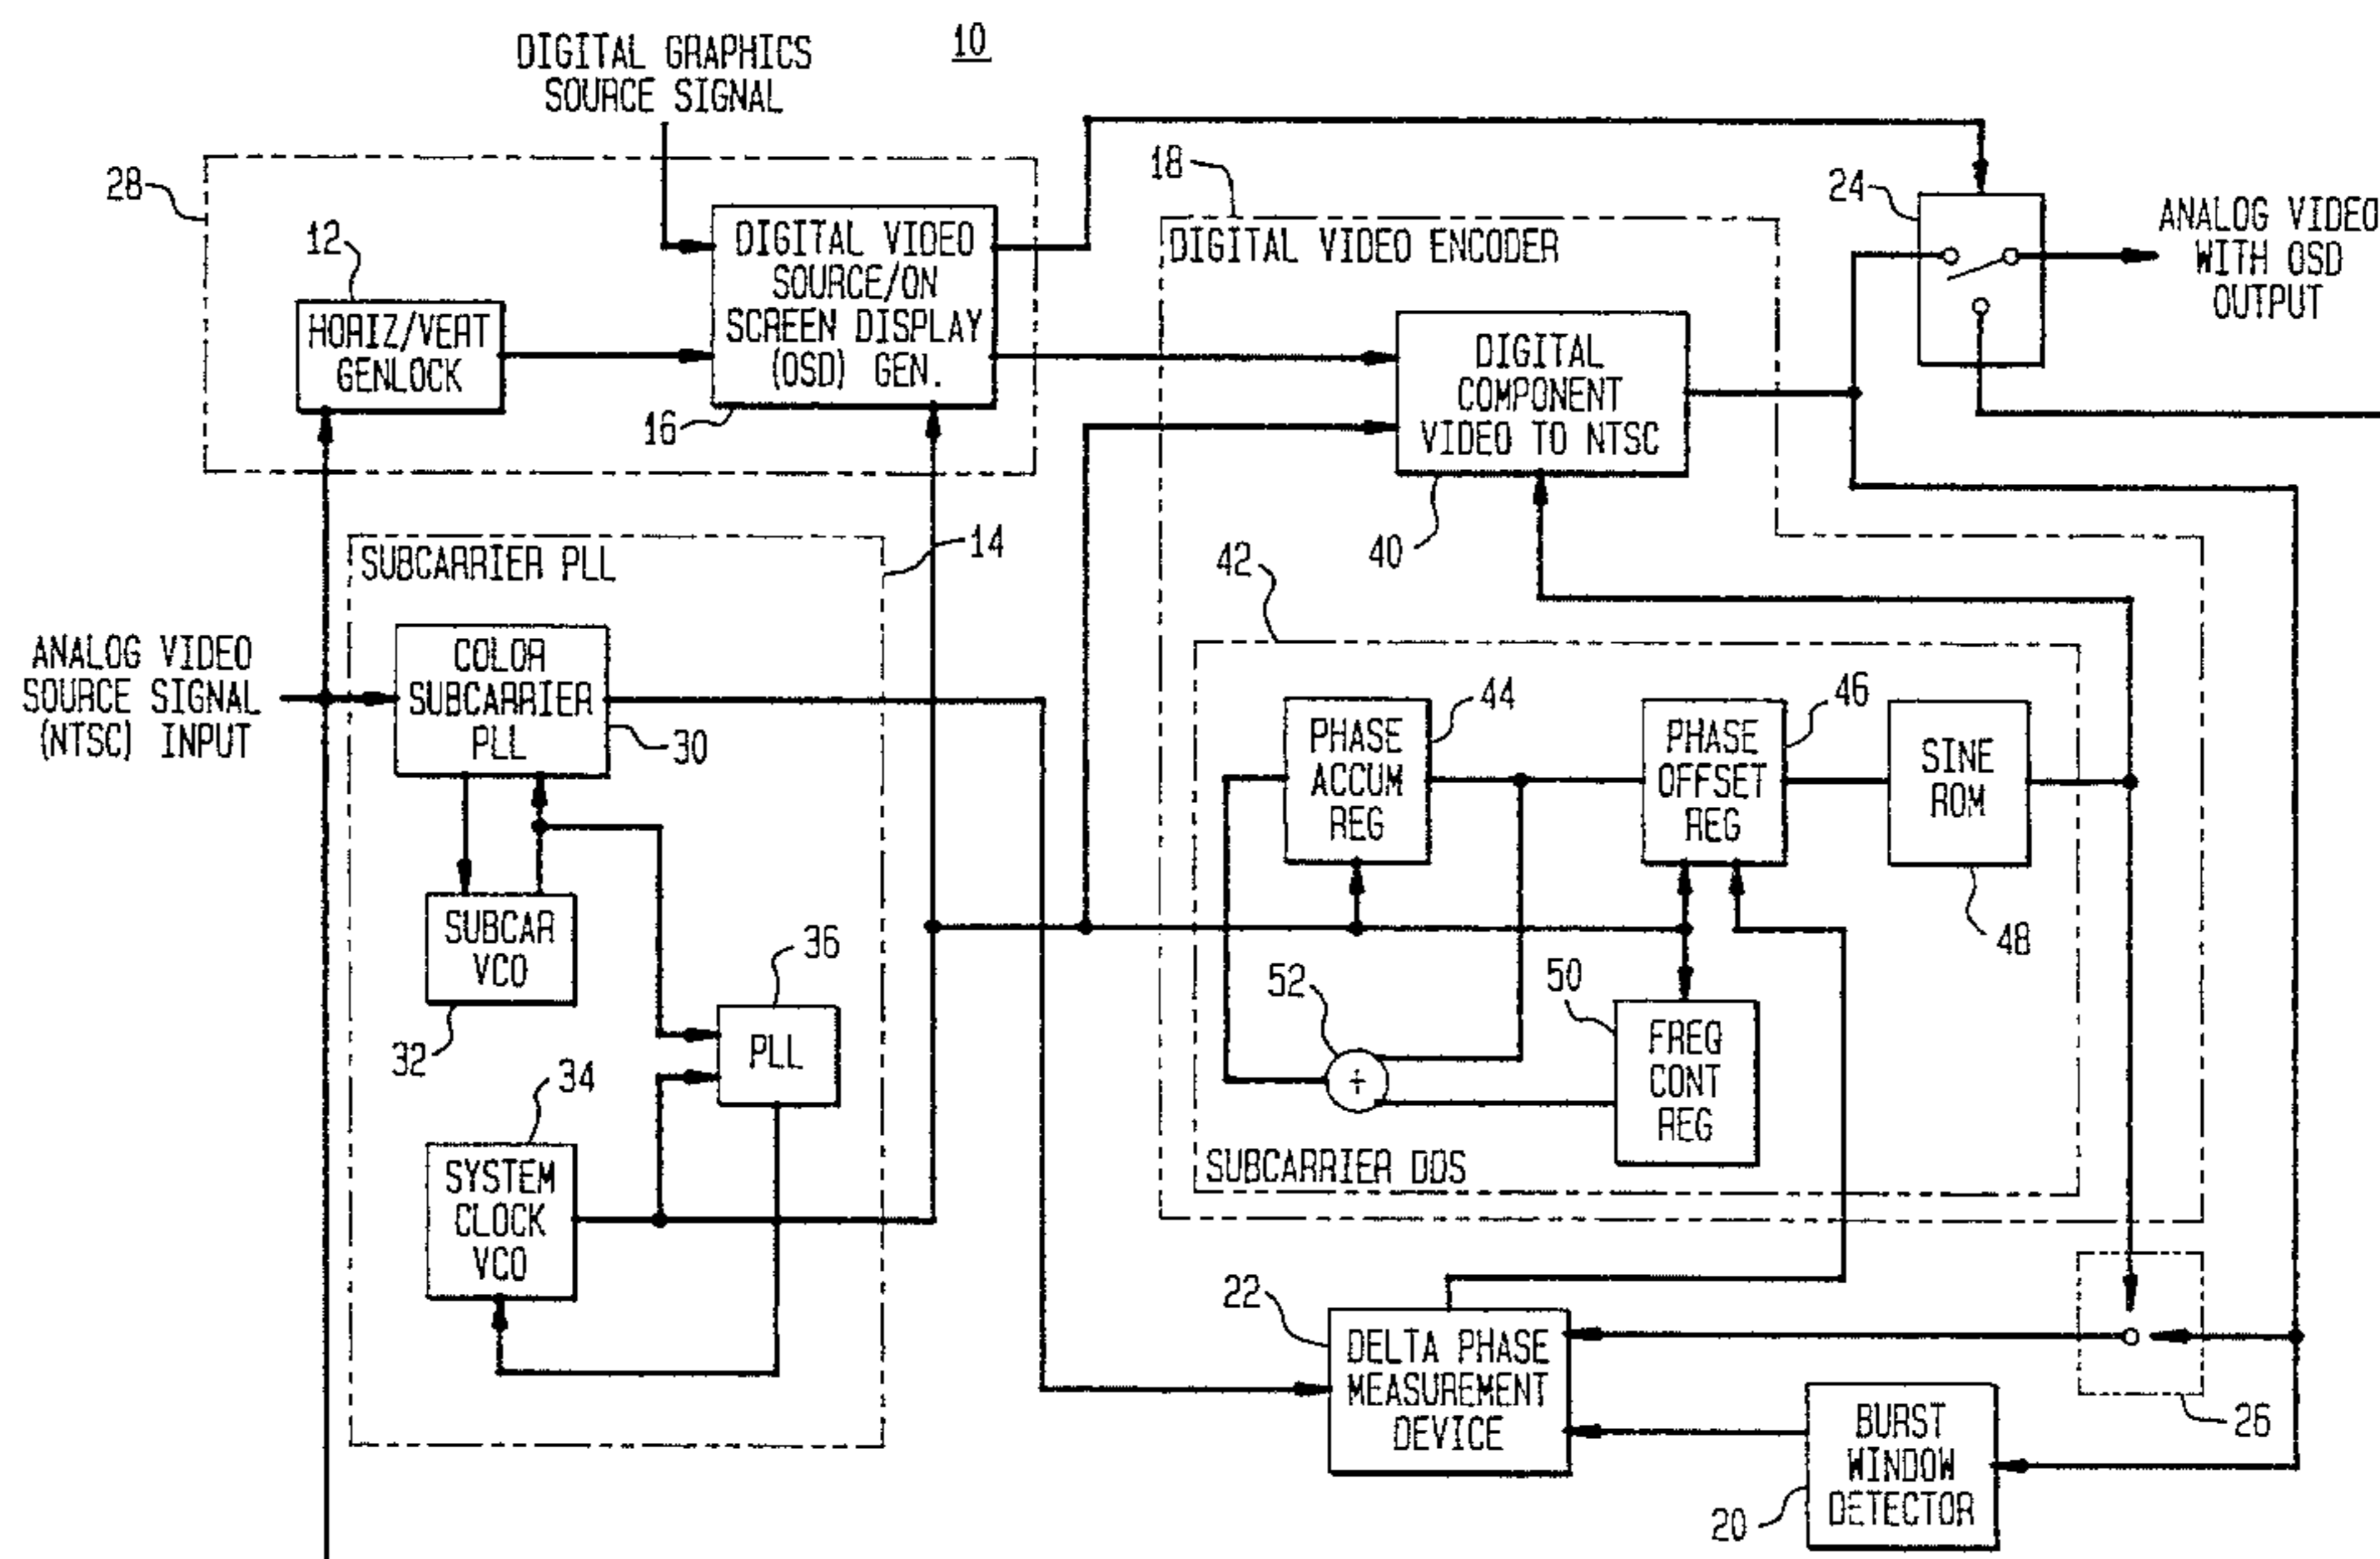 10
DIGITAL GRAPHICS
SOURCE SIGNAL
28
12
HORIZ/VERT
GENLOCK
DIGITAL VIDEO
SOURCE/ON
SCREEN DISPLAY
(OSD) GEN.
16
18
DIGITAL VIDEO ENCODER
DIGITAL
COMPONENT
VIDEO TO NTSC
40
24
ANALOG VIDEO
WITH OSD
OUTPUT
SUBCARRIER PLL
14
ANALOG VIDEO
SOURCE SIGNAL
(NTSC) INPUT
COLOR
SUBCARRIER
PLL
30
SUBCAR
VCO
32
36
PLL
34
SYSTEM
CLOCK
VCO
42
44
PHASE
ACCUM
REG
46
PHASE
OFFSET
REG
SINE
ROM
48
52
+
50
FREQ
CONT
REG
SUBCARRIER DDS
22
DELTA PHASE
MEASUREMENT
DEVICE
26
BURST
WINDOW
DETECTOR
20